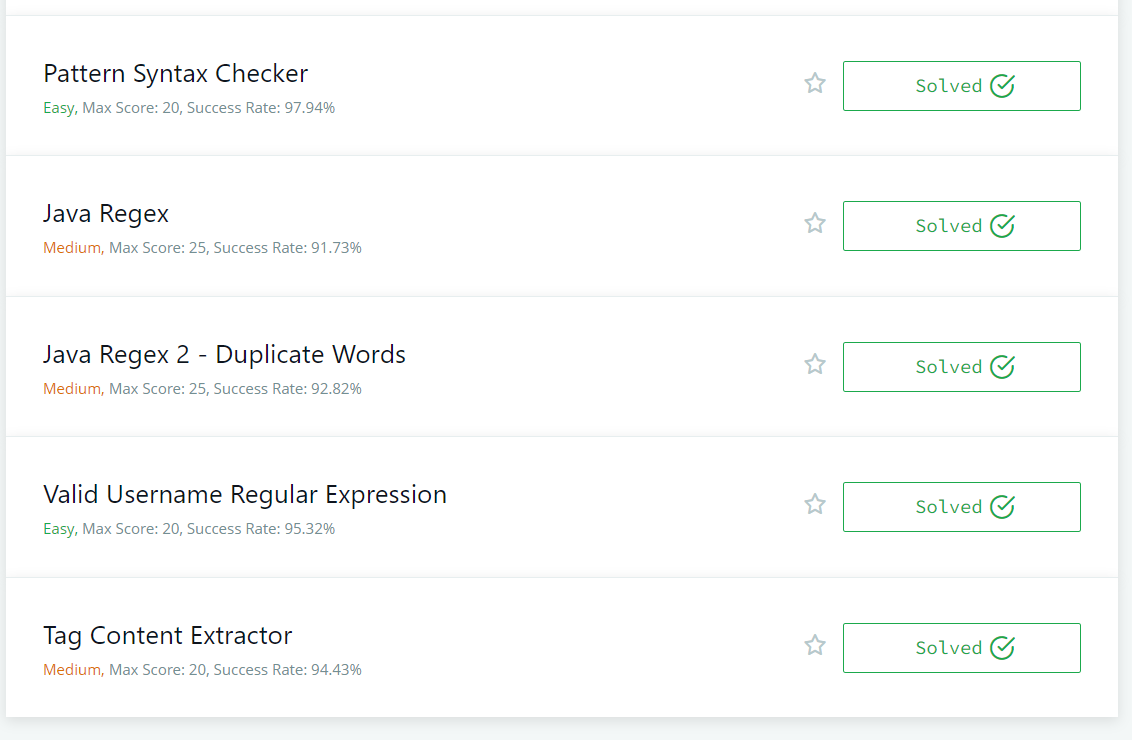 Pattern Syntax Checker
Easy, Max Score: 20, Success Rate: 97.94%
Solved
Java Regex
Medium, Max Score: 25, Success Rate: 91.73%
Solved
Java Regex 2 - Duplicate Words
Medium, Max Score: 25, Success Rate: 92.82%
Solved
Valid Username Regular Expression
Easy, Max Score: 20, Success Rate: 95.32%
Solved
Tag Content Extractor
Medium, Max Score: 20, Success Rate: 94.43%
Solved